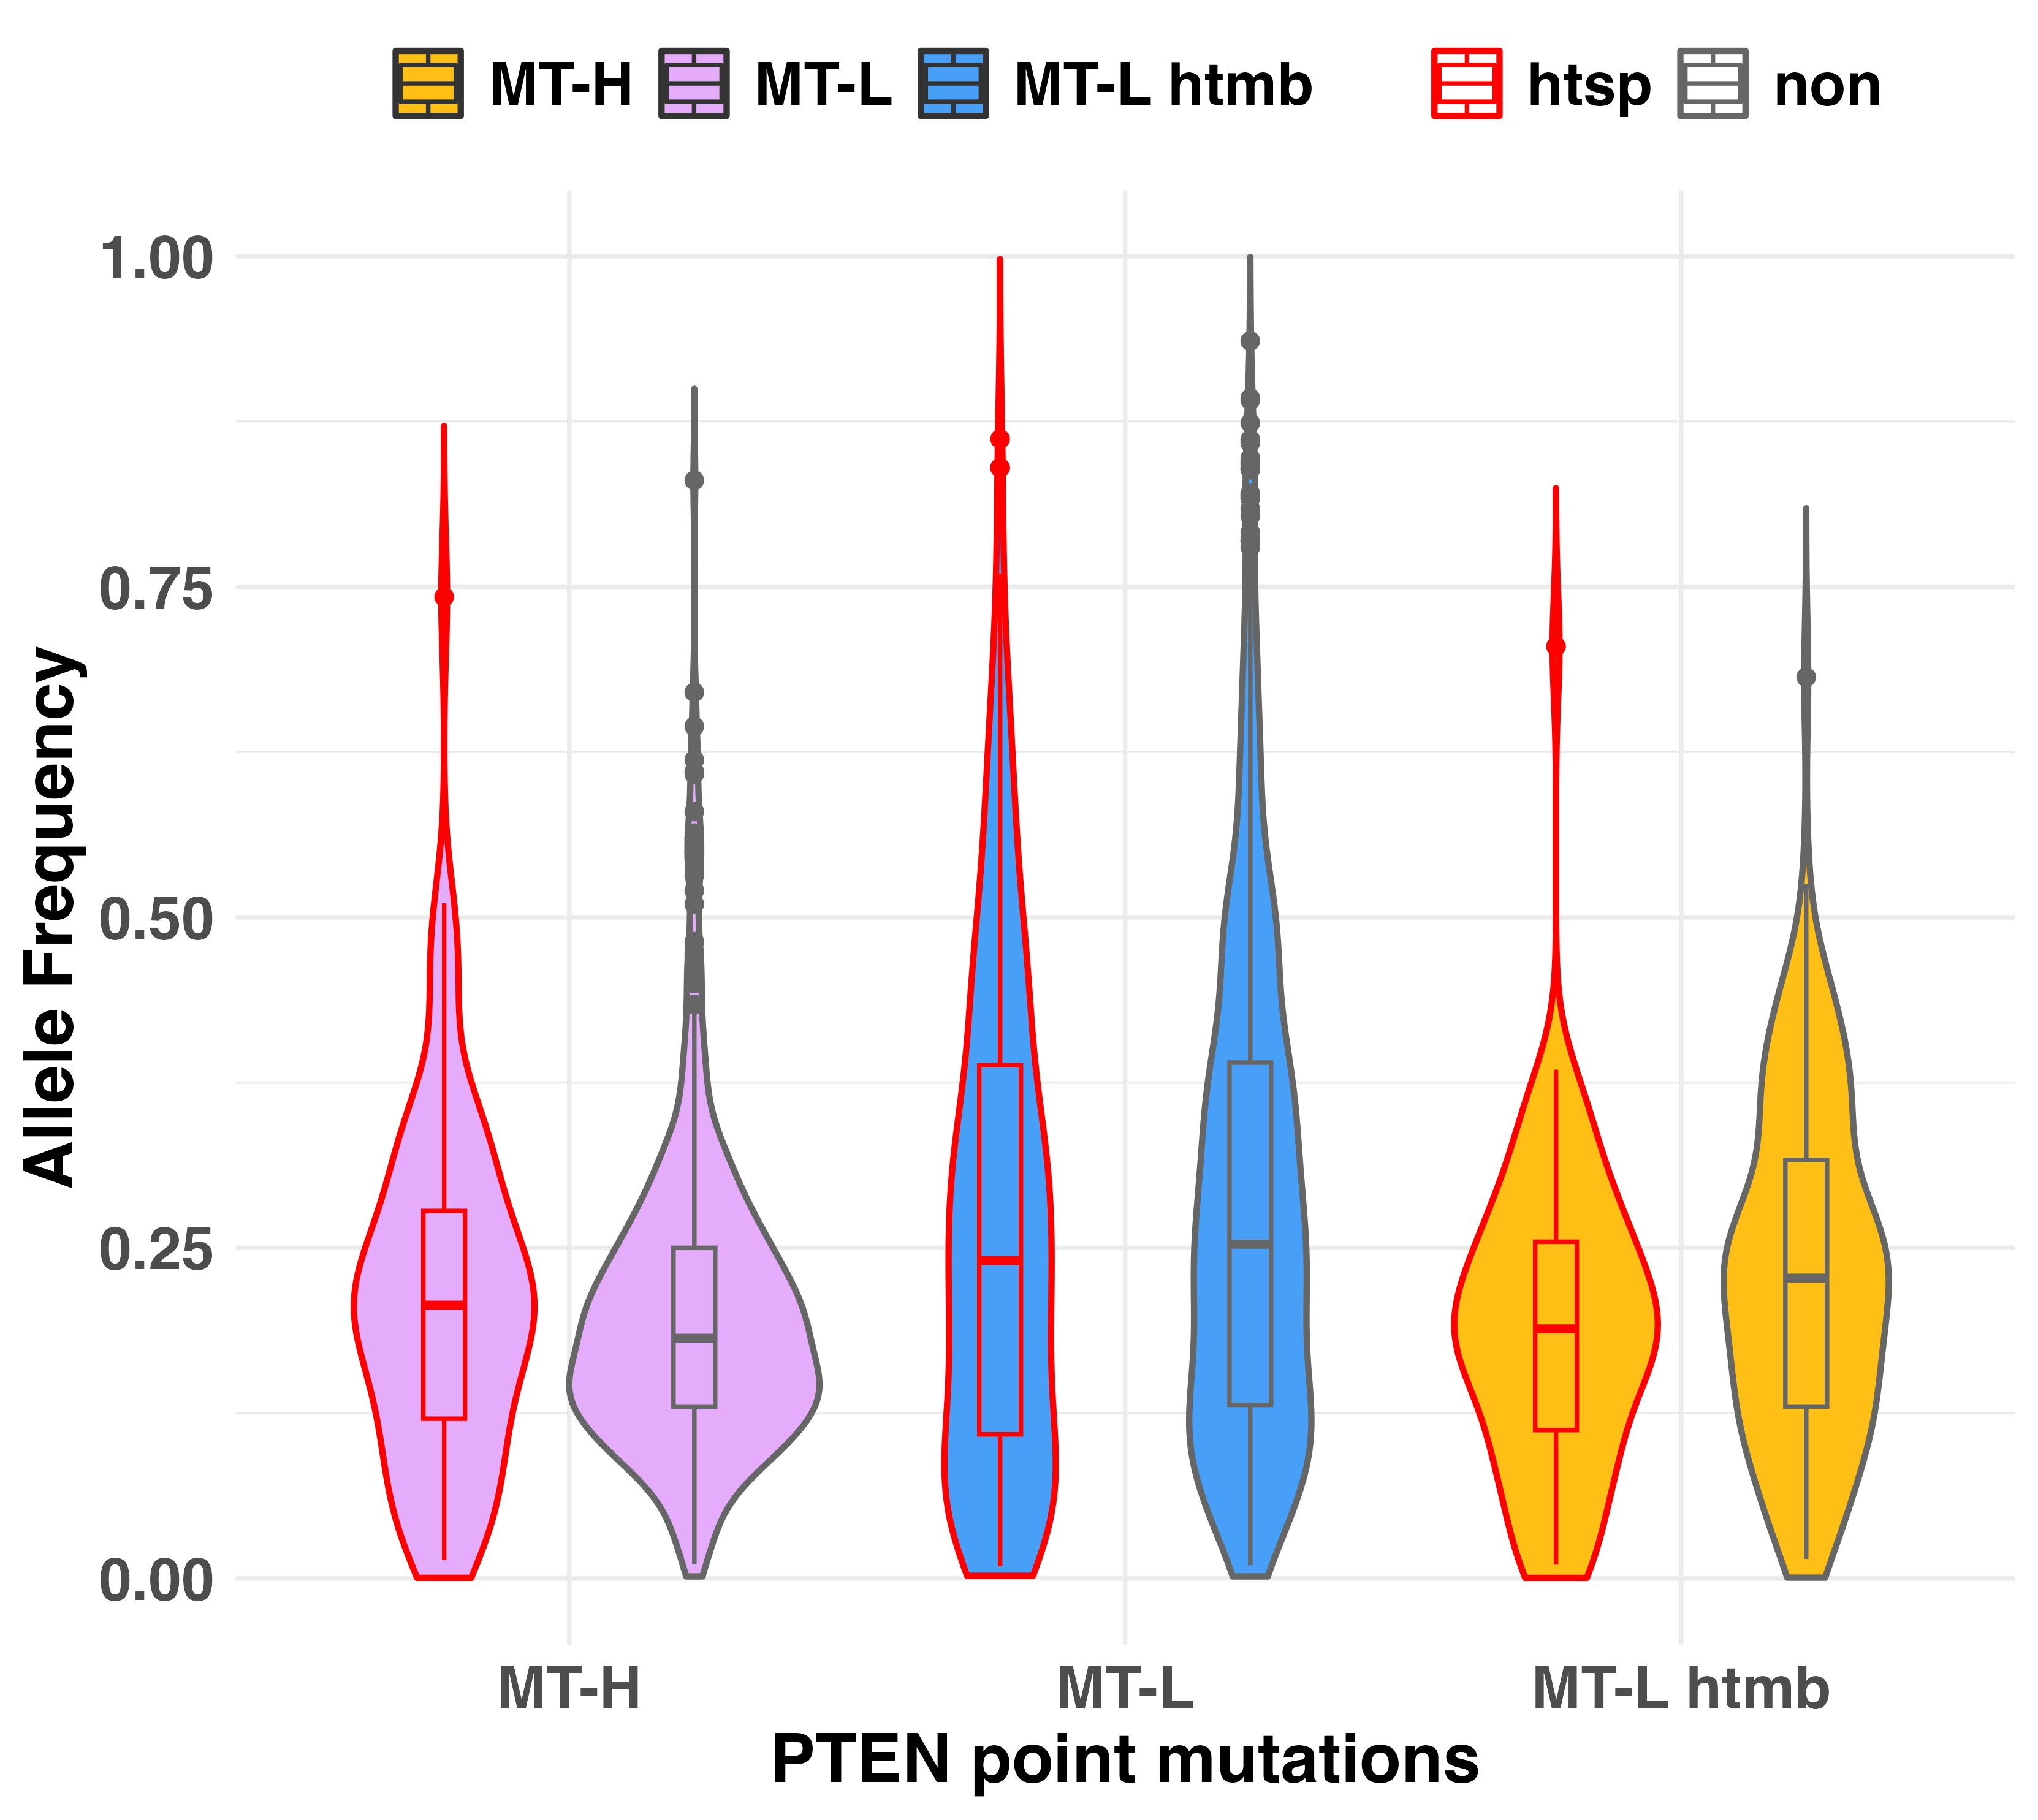 MT-H MT-L MT-L htmb htsp non
1.00
0.75
0.50
0.25
0.00
Allele Frequency
MT-H MT-L MT-L htmb
PTEN point mutations